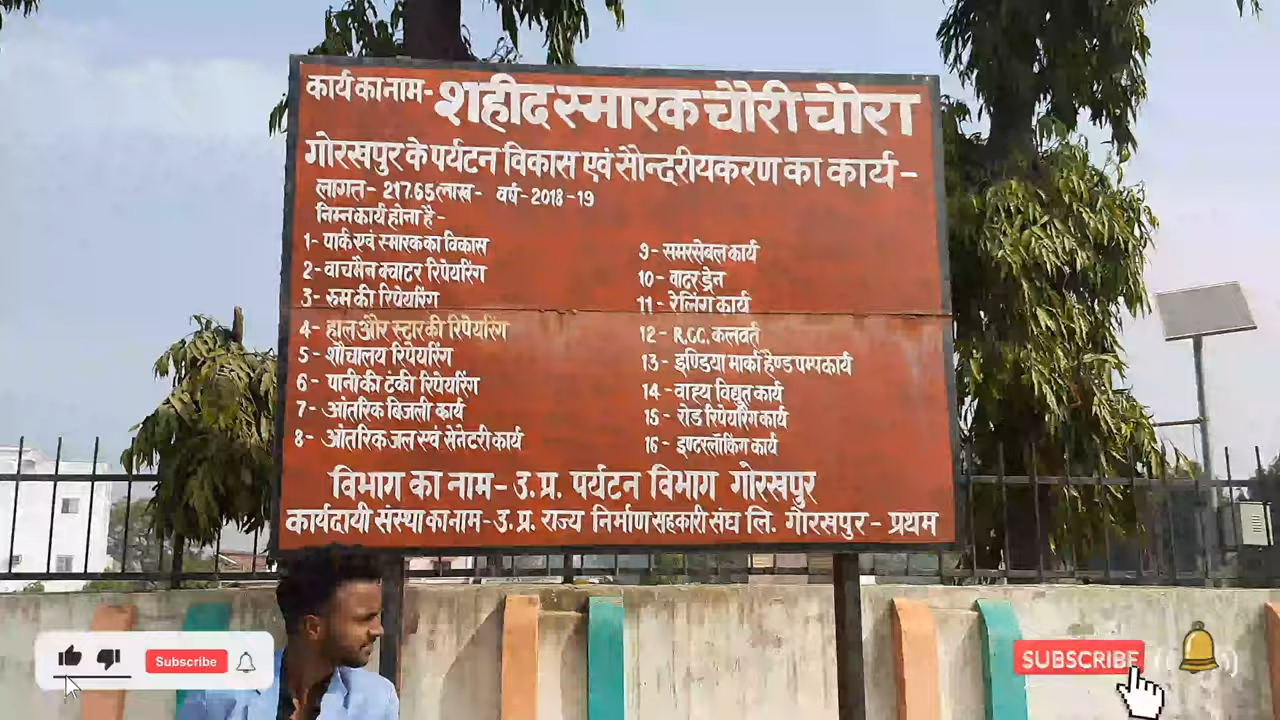 कार्य का नाम- शहीद स्मारक चौरी चौरा
गोरखपुर के पर्यटन विकास एवं सौन्दरीयकरण का कार्य-
लागत- 217.65 लाख- वर्ष-2018-19
निम्न कार्य होना है-
1- पार्क एवं स्मारक का विकास
2- वाचमैन क्वाटर रिपेयरिंग
3- रुम की रिपेयरिंग
4- हाल और स्टार की रिपेयरिंग
5- शौचालय रिपेयरिंग
6- पानी की टंकी रिपेयरिंग
7- आंतरिक बिजली कार्य
8- आंतरिक जल एवं सेनेटरी कार्य
9- समरसेबल कार्य
10- वाटर ड्रेन
11- रेलिंग कार्य
12- R.C.C. कलवर्त
13- इण्डिया मार्का हैण्ड पम्प कार्य
14- वाह्य विद्युत कार्य
15- रोड रिपेयरिंग कार्य
16- इण्टरलॉकिंग कार्य
विभाग का नाम- उ.प्र. पर्यटन विभाग गोरखपुर
कार्यदायी संस्था का नाम- उ.प्र. राज्य निर्माण सहकारी संघ लि. गोरखपुर- प्रथम
Subscribe
SUBSCRIBE